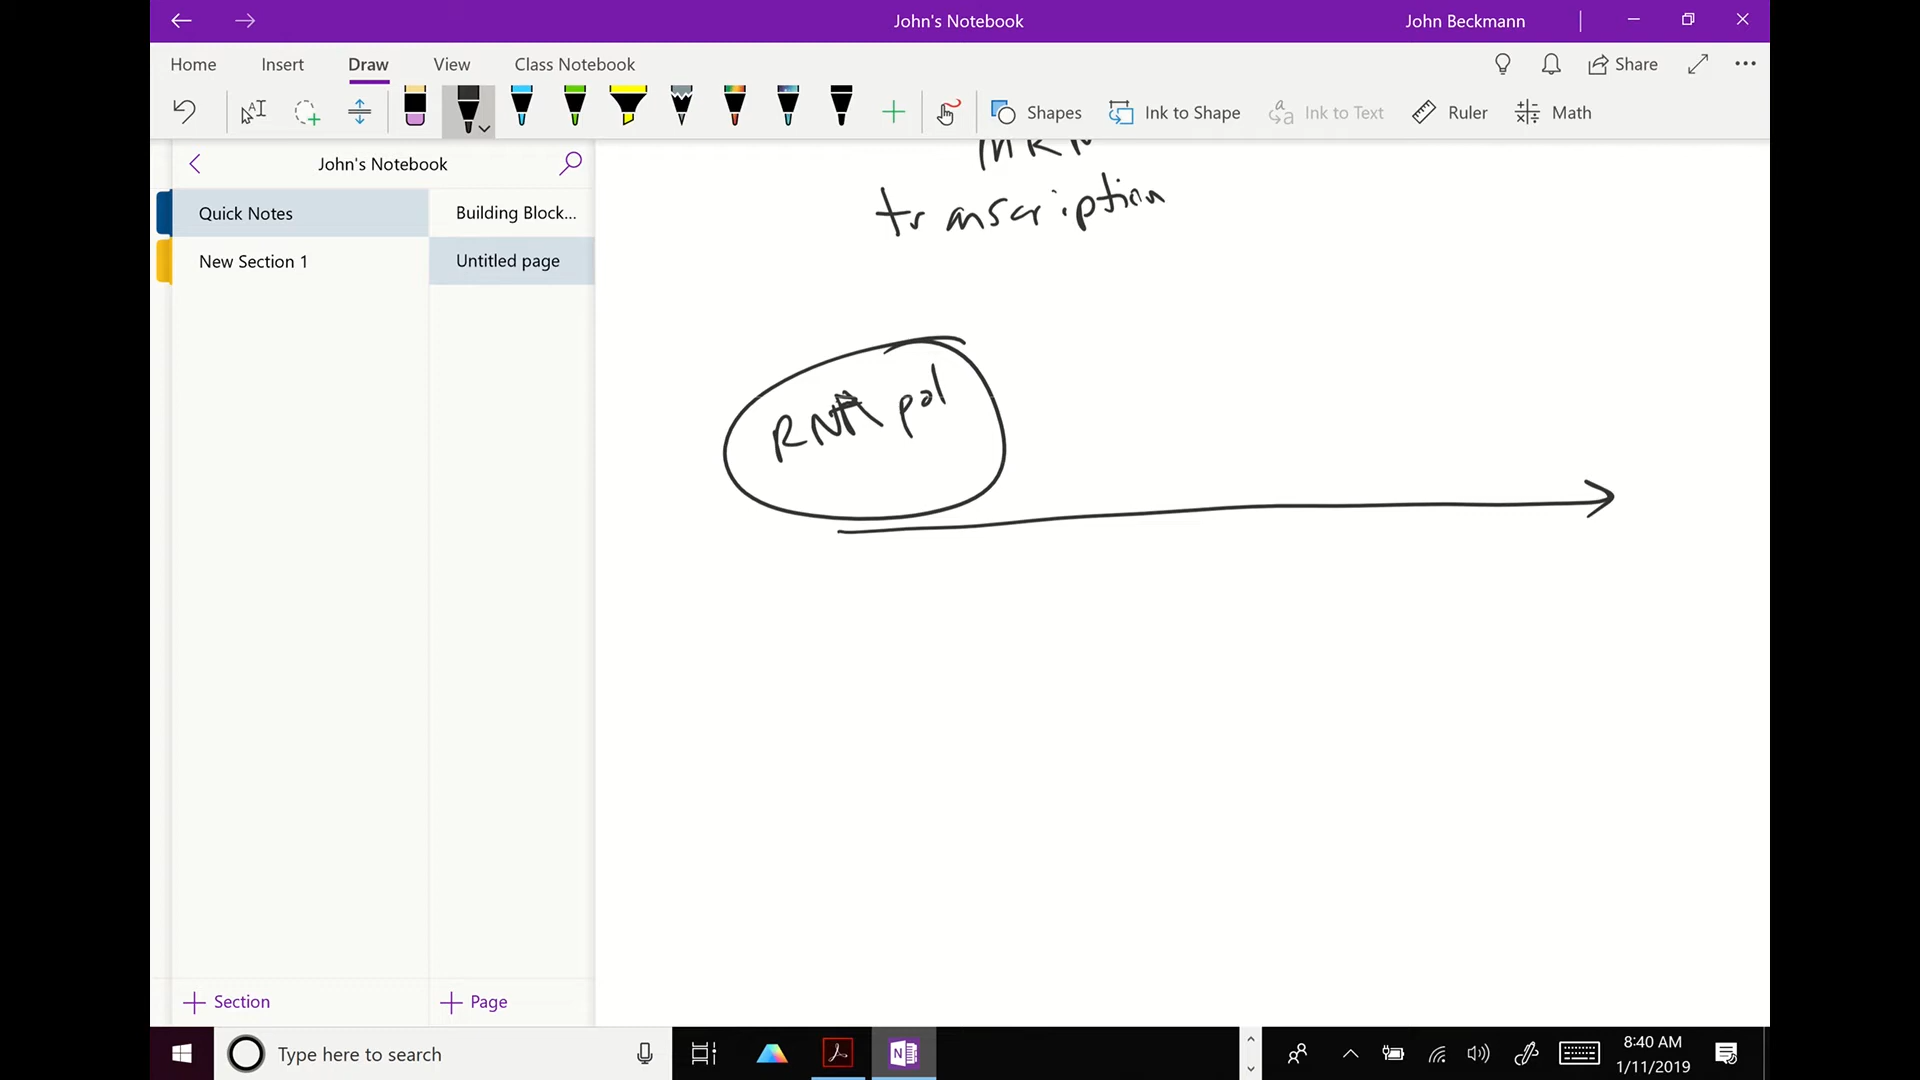 John's Notebook
John Beckmann
Home Insert Draw View Class Notebook
Share
Shapes Ink to Shape Ink to Text Ruler Math
John's Notebook
Quick Notes
New Section 1
Building Block...
Untitled page
transcription
RNA pol
Section
Page
Type here to search
8:40 AM
1/11/2019